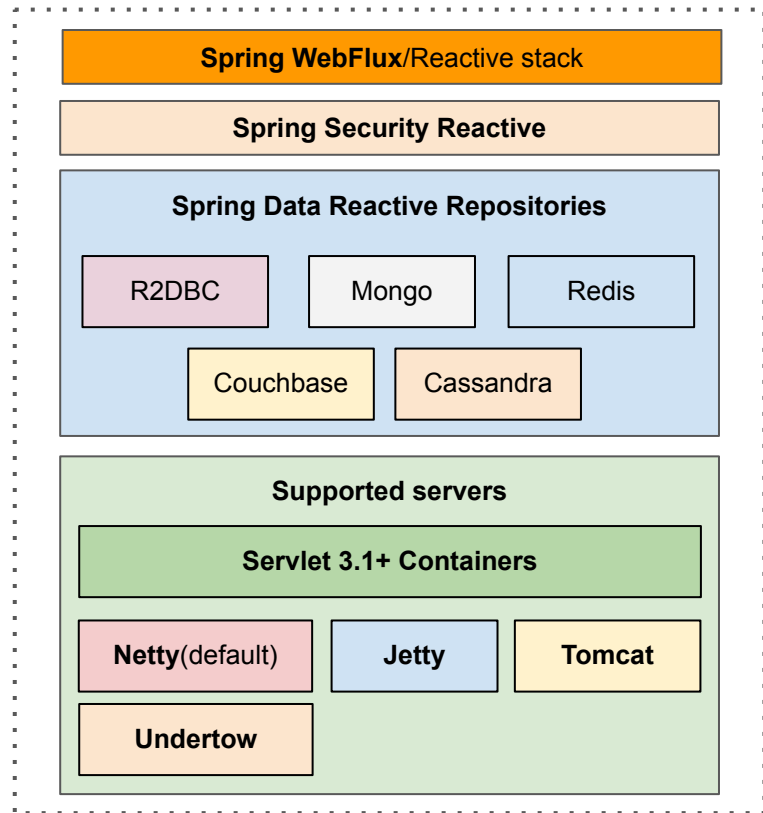 Spring WebFlux/Reactive stack
Spring Security Reactive
Spring Data Reactive Repositories
R2DBC
Mongo
Redis
Couchbase
Cassandra
Supported servers
Servlet 3.1+ Containers
Netty(default)
Jetty
Tomcat
Undertow